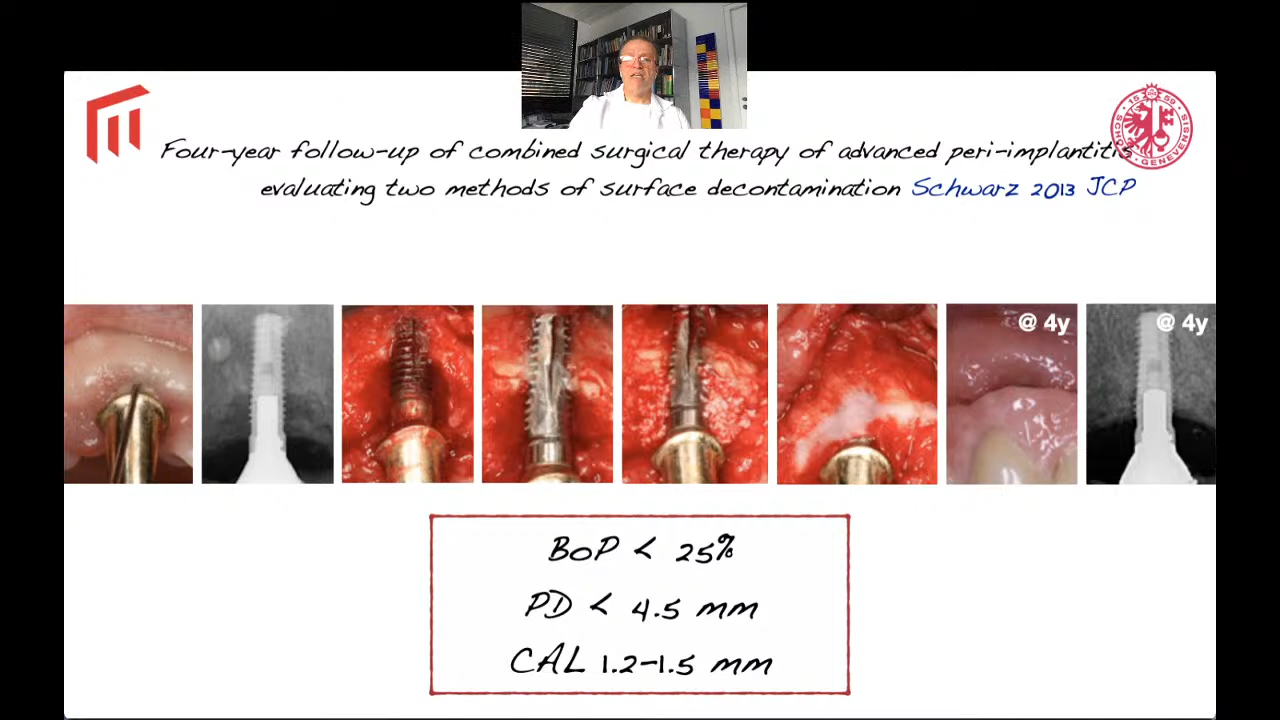 Four-year follow-up of combined surgical therapy of advanced peri-implantitis
evaluating two methods of surface decontamination Schwarz 2013 JCP
@ 4y
@ 4y
BoP < 25%
PD < 4.5 mm
CAL 1.2-1.5 mm